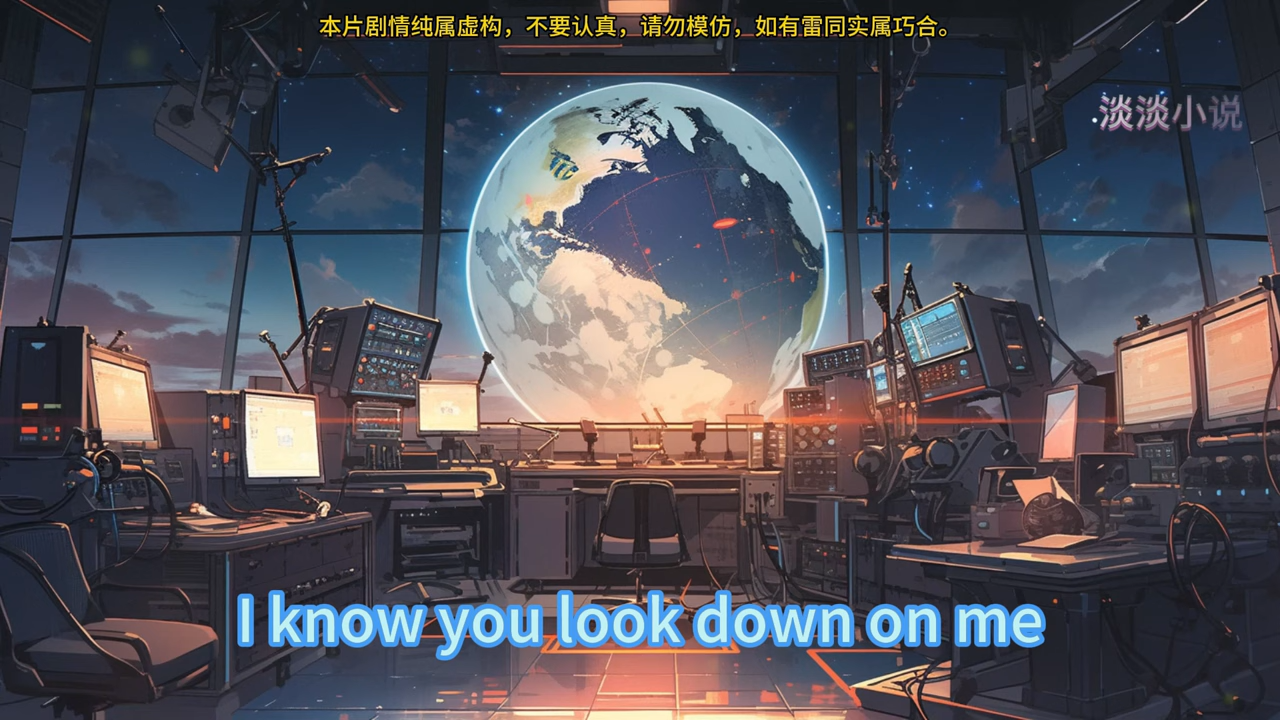 本片剧情纯属虚构，不要认真，请勿模仿，如有雷同实属巧合。
淡淡小说
I know you look down on me